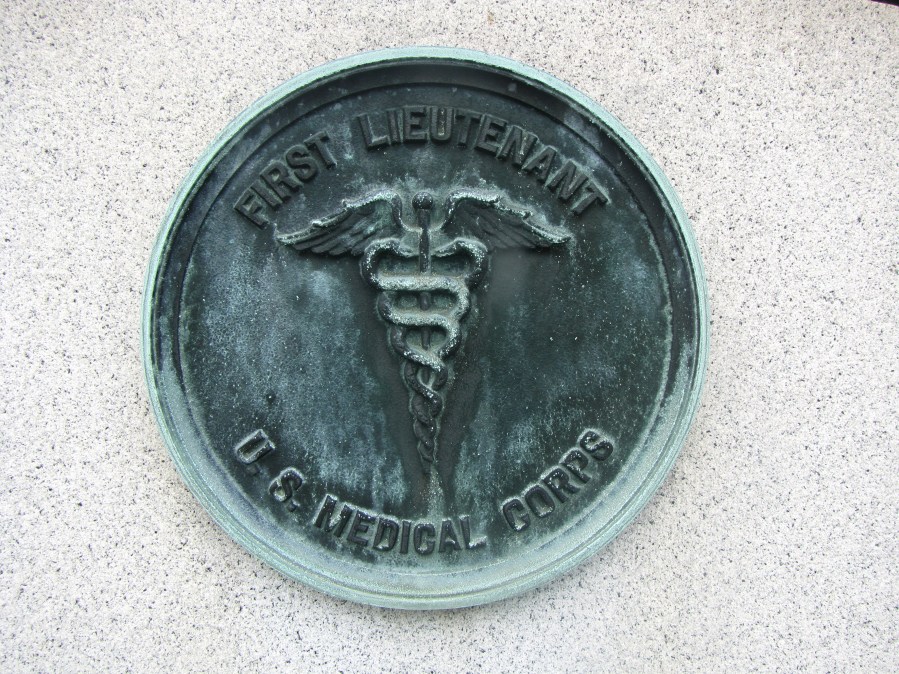 FIRST LIEUTENANT
U. S. MEDICAL CORPS